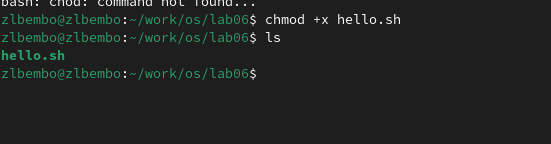 bash: chod: command not found...
zlbembo@zlbembo:~/work/os/lab06$ chmod +x hello.sh
zlbembo@zlbembo:~/work/os/lab06$ ls
hello.sh
zlbembo@zlbembo:~/work/os/lab06$